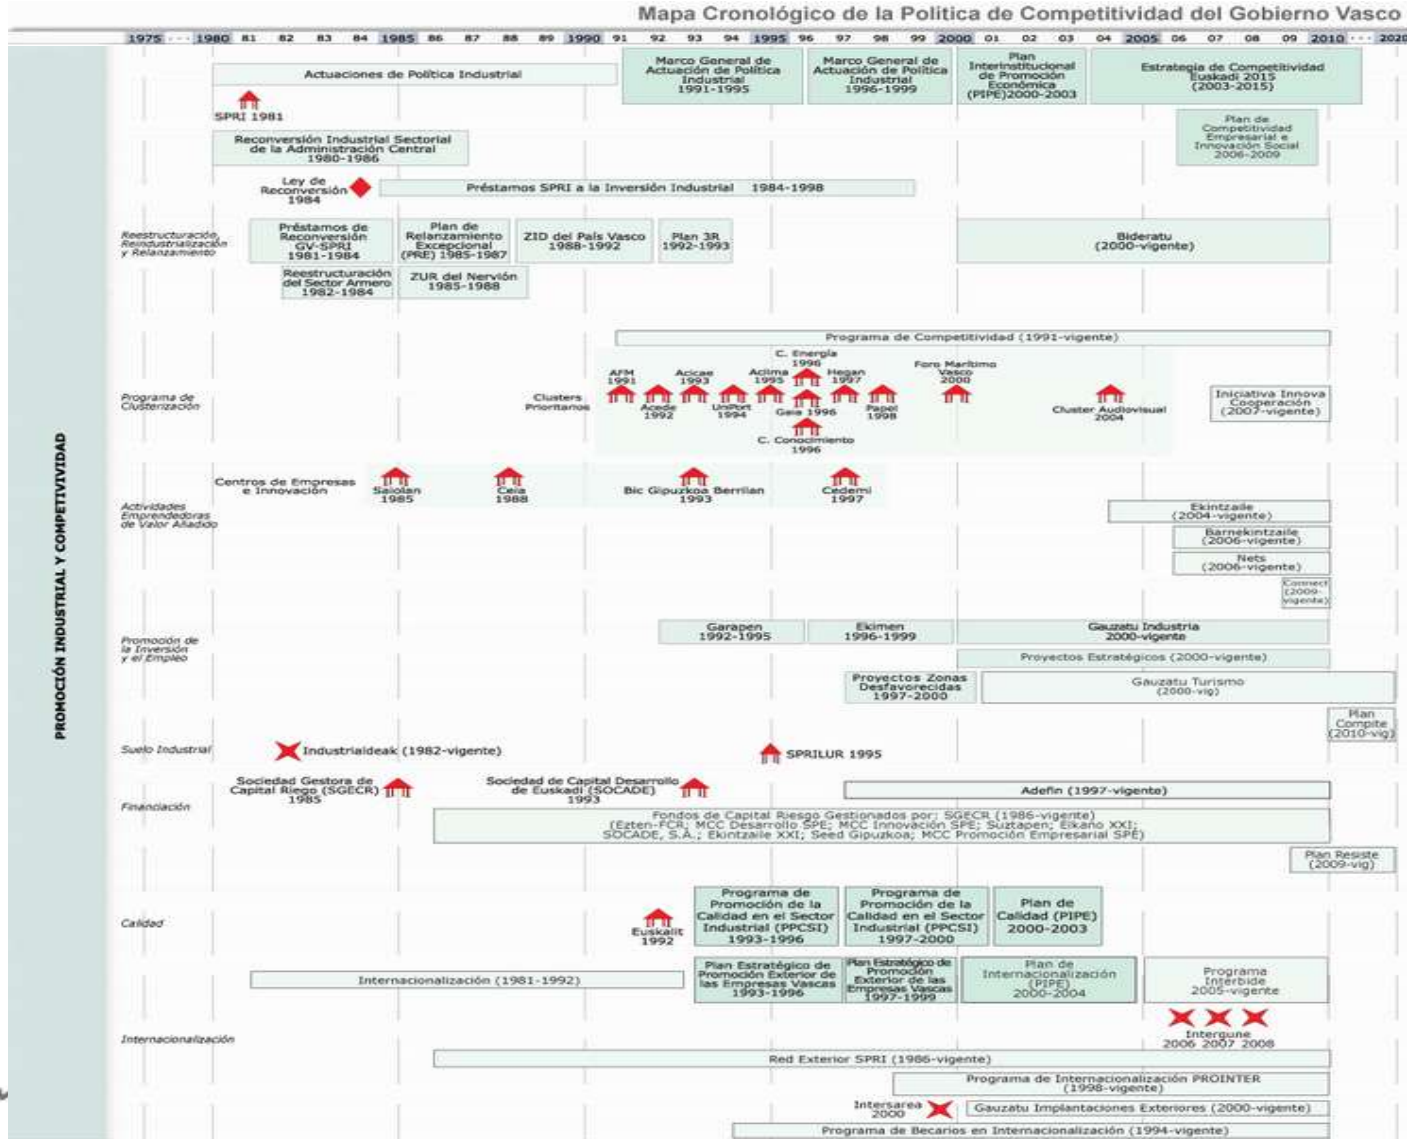 Mapa Cronológico de la Politica de Competitividad del Gobierno Vasco
1975 ··· 1980 81 82 83 84 1985 86 87 88 89 1990 91 92 93 94 1995 96 97 98 99 2000 01 02 03 04 2005 06 07 08 09 2010 ··· 2020
PROMOCIÓN INDUSTRIAL Y COMPETITIVIDAD
Actuaciones de Política Industrial
Marco General de
Actuación de Política
Industrial
1991-1995
Marco General de
Actuación de Política
Industrial
1996-1999
Plan
Interinstitucional
de Promoción
Económica
(PIPE)2000-2003
Estrategia de Competitividad
Euskadi 2015
(2003-2015)
SPRI 1981
Plan de
Competitividad
Empresarial e
Innovación Social
2006-2009
Reconversión Industrial Sectorial
de la Administración Central
1980-1986
Ley de
Reconversión
1984
Préstamos SPRI a la Inversión Industrial 1984-1998
Reestructuración,
Reindustrialización
y Relanzamiento
Préstamos de
Reconversión
GV-SPRI
1981-1984
Plan de
Relanzamiento
Excepcional
(PRE) 1985-1987
ZID del País Vasco
1988-1992
Plan 3R
1992-1993
Bideratu
(2000-vigente)
Reestructuración
del Sector Armero
1982-1984
ZUR del Nervión
1985-1988
Programa de Competitividad (1991-vigente)
Programa de
Clusterización
Clusters
Prioritarios
AFM
1991
Acede
1992
Acicae
1993
UniPort
1994
Aclima
1995
C. Energía
1996
Gaia 1996
C. Conocimiento
1996
Hegan
1997
Papel
1998
Foro Marítimo
Vasco
2000
Cluster Audiovisual
2004
Iniciativa Innova
Cooperación
(2007-vigente)
Actividades
Emprendedoras
de Valor Añadido
Centros de Empresas
e Innovación
Saiolan
1985
Ceia
1988
Bic Gipuzkoa Berrilan
1993
Cedemi
1997
Ekintzaile
(2004-vigente)
Barnekintzaile
(2006-vigente)
Nets
(2006-vigente)
Connect
(2009-
vigente)
Promoción de
la Inversión
y el Empleo
Garapen
1992-1995
Ekimen
1996-1999
Gauzatu Industria
2000-vigente
Proyectos Estratégicos (2000-vigente)
Proyectos Zonas
Desfavorecidas
1997-2000
Gauzatu Turismo
(2000-vig)
Plan
Compite
(2010-vig)
Suelo Industrial
Industrialdeak (1982-vigente)
SPRILUR 1995
Financiación
Sociedad Gestora de
Capital Riego (SGECR)
1985
Sociedad de Capital Desarrollo
de Euskadi (SOCADE)
1993
Adefin (1997-vigente)
Fondos de Capital Riesgo Gestionados por: SGECR (1986-vigente)
(Ezten-FCR; MCC Desarrollo SPE; MCC Innovación SPE; Suztapen; Elkano XXI;
SOCADE, S.A.; Ekintzaile XXI; Seed Gipuzkoa; MCC Promoción Empresarial SPE)
Plan Resiste
(2009-vig)
Calidad
Euskalit
1992
Programa de
Promoción de la
Calidad en el Sector
Industrial (PPCSI)
1993-1996
Programa de
Promoción de la
Calidad en el Sector
Industrial (PPCSI)
1997-2000
Plan de
Calidad (PIPE)
2000-2003
Internacionalización
Internacionalización (1981-1992)
Plan Estratégico de
Promoción Exterior de
las Empresas Vascas
1993-1996
Plan Estratégico de
Promoción
Exterior de las
Empresas Vascas
1997-1999
Plan de
Internacionalización
(PIPE)
2000-2004
Programa
Interbide
2005-vigente
Intergune
2006 2007 2008
Red Exterior SPRI (1986-vigente)
Programa de Internacionalización PROINTER
(1998-vigente)
Intersarea
2000
Gauzatu Implantaciones Exteriores (2000-vigente)
Programa de Becarios en Internacionalización (1994-vigente)